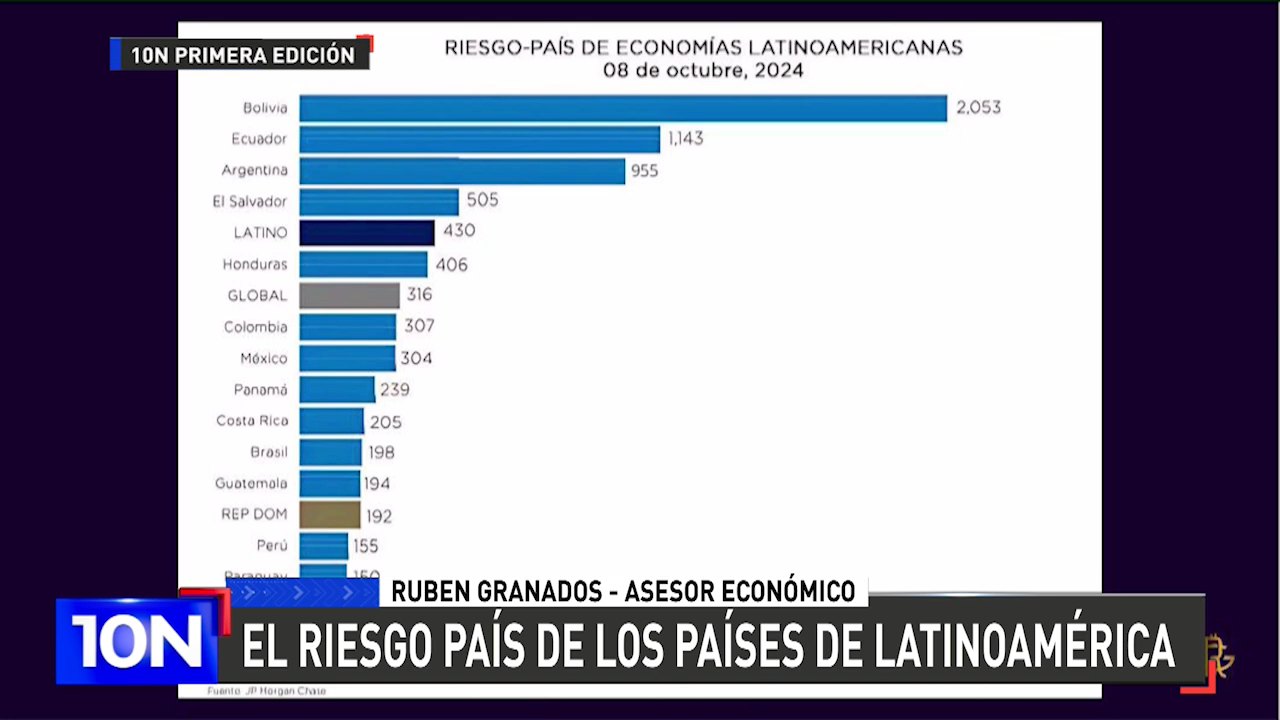 10N PRIMERA EDICIÓN
RIESGO-PAÍS DE ECONOMÍAS LATINOAMERICANAS
08 de octubre, 2024
Bolivia 2,053
Ecuador 1,143
Argentina 955
El Salvador 505
LATINO 430
Honduras 406
GLOBAL 316
Colombia 307
México 304
Panamá 239
Costa Rica 205
Brasil 198
Guatemala 194
REP DOM 192
Perú 155
Paraguay 150
RUBEN GRANADOS - ASESOR ECONÓMICO
10N
EL RIESGO PAÍS DE LOS PAÍSES DE LATINOAMÉRICA
Fuente: JP Morgan Chase